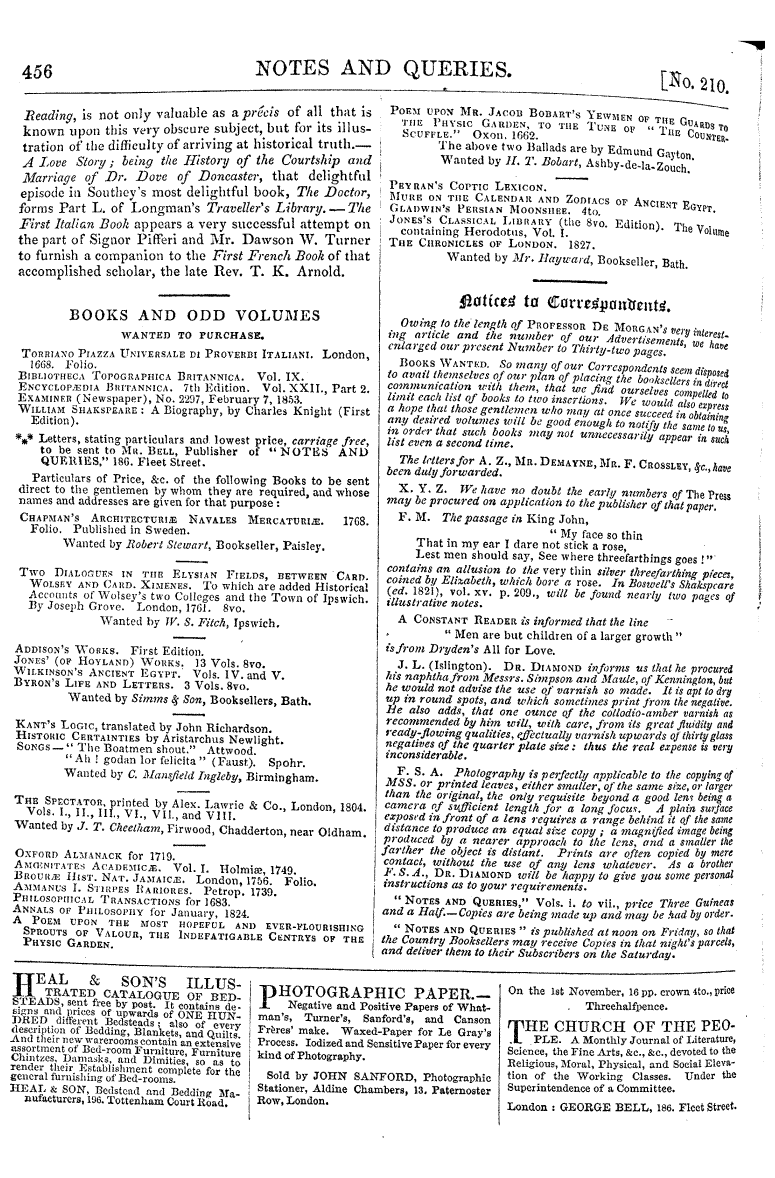 456
NOTES AND QUERIES.
[No. 210.
Reading, is not only valuable as a précis of all that is
known upon this very obscure subject, but for its illus-
tration of the difficulty of arriving at historical truth.—
A Love Story; being the History of the Courtship and
Marriage of Dr. Dove of Doncaster, that delightful
episode in Southey's most delightful book, The Doctor,
forms Part L. of Longman's Traveller's Library.—The
First Italian Book appears a very successful attempt on
the part of Signor Pifferi and Mr. Dawson W. Turner
to furnish a companion to the First French Book of that
accomplished scholar, the late Rev. T. K. Arnold.
BOOKS AND ODD VOLUMES
WANTED TO PURCHASE.
TORRIANO PIAZZA UNIVERSALE DI PROVERBI ITALIANI. London,
1668. Folio.
BIBLIOTHECA TOPOGRAPHICA BRITANNICA. Vol. IX.
ENCYCLOPÆDIA BRITANNICA. 7th Edition. Vol. XXII., Part 2.
EXAMINER (Newspaper), No. 2297, February 7, 1853.
WILLIAM SHAKSPEARE: A Biography, by Charles Knight (First
Edition).
*** Letters, stating particulars and lowest price, carriage free,
to be sent to MR. BELL, Publisher of "NOTES AND
QUERIES," 186. Fleet Street.
Particulars of Price, &c. of the following Books to be sent
direct to the gentlemen by whom they are required, and whose
names and addresses are given for that purpose:
CHAPMAN'S ARCHITECTURIÆ NAVALES MERCATURIÆ. 1768.
Folio. Published in Sweden.
Wanted by Robert Stewart, Bookseller, Paisley.
TWO DIALOGUES IN THE ELYSIAN FIELDS, BETWEEN CARD.
WOLSEY AND CARD. XIMENES. To which are added Historical
Accounts of Wolsey's two Colleges and the Town of Ipswich.
By Joseph Grove. London, 1761. 8vo.
Wanted by W. S. Fitch, Ipswich.
ADDISON'S WORKS. First Edition.
JONES' (OF HOYLAND) WORKS. 13 Vols. 8vo.
WILKINSON'S ANCIENT EGYPT. Vols. IV. and V.
BYRON'S LIFE AND LETTERS. 3 Vols. 8vo.
Wanted by Simms & Son, Booksellers, Bath.
KANT'S LOGIC, translated by John Richardson.
HISTORIC CERTAINTIES by Aristarchus Newlight.
SONGS—"The Boatmen shout." Attwood.
"Ah! godan lor felicita" (Faust). Spohr.
Wanted by C. Mansfield Ingleby, Birmingham.
THE SPECTATOR, printed by Alex. Lawrie & Co., London, 1804.
Vols. I., II., III., VI., VII., and VIII.
Wanted by J. T. Cheetham, Firwood, Chadderton, near Oldham.
OXFORD ALMANACK for 1719.
AMŒNITATES ACADEMICÆ. Vol. I. Holmiæ, 1749.
BROURÆ HIST. NAT. JAMAICÆ. London, 1756. Folio.
AMMANUS I. STIRPES RARIORES. Petrop. 1739.
PHILOSOPHICAL TRANSACTIONS for 1683.
ANNALS OF PHILOSOPHY for January, 1824.
A POEM UPON THE MOST HOPEFUL AND EVER-FLOURISHING
SPROUTS OF VALOUR, THE INDEFATIGABLE CENTRYS OF THE
PHYSIC GARDEN.
POEM UPON MR. JACOB BOBART'S YEWMEN OF THE GUARDS TO
THE PHYSIC GARDEN, TO THE TUNE OF "THE COUNTER-
SCUFFLE." Oxon. 1662.
The above two Ballads are by Edmund Gayton.
Wanted by H. T. Bobart, Ashby-de-la-Zouch.
PEYRAN'S COPTIC LEXICON.
MURE ON THE CALENDAR AND ZODIACS OF ANCIENT EGYPT.
GLADWIN'S PERSIAN MOONSHEE. 4to.
JONES'S CLASSICAL LIBRARY (the 8vo. Edition). The Volume
containing Herodotus, Vol. I.
THE CHRONICLES OF LONDON. 1827.
Wanted by Mr. Hayward, Bookseller, Bath.
Notices to Correspondents.
Owing to the length of PROFESSOR DE MORGAN'S very interest-
ing article and the number of our Advertisements, we have
enlarged our present Number to Thirty-two pages.
BOOKS WANTED. So many of our Correspondents seem disposed
to avail themselves of our plan of placing the booksellers in direct
communication with them, that we find ourselves compelled to
limit each list of books to two insertions. We would also express
a hope that those gentlemen who may at once succeed in obtaining
any desired volumes will be good enough to notify the same to us,
in order that such books may not unnecessarily appear in such
list even a second time.
The letters for A. Z., MR. DEMAYNE, MR. F. CROSSLEY, &c., have
been duly forwarded.
X. Y. Z. We have no doubt the early numbers of The Press
may be procured on application to the publisher of that paper.
F. M. The passage in King John,
"My face so thin
That in my ear I dare not stick a rose,
Lest men should say, See where threefarthings goes!"
contains an allusion to the very thin silver threefarthing pieces,
coined by Elizabeth, which bore a rose. In Boswell's Shakspeare
(ed. 1821), vol. xv. p. 209., will be found nearly two pages of
illustrative notes.
A CONSTANT READER is informed that the line
"Men are but children of a larger growth"
is from Dryden's All for Love.
J. L. (Islington). DR. DIAMOND informs us that he procured
his naphtha from Messrs. Simpson and Maule, of Kennington, but
he would not advise the use of varnish so made. It is apt to dry
up in round spots, and which sometimes print from the negative.
He also adds, that one ounce of the collodio-amber varnish as
recommended by him will, with care, from its great fluidity and
ready-flowing qualities, effectually varnish upwards of thirty glass
negatives of the quarter plate size: thus the real expense is very
inconsiderable.
F. S. A. Photography is perfectly applicable to the copying of
MSS. or printed leaves, either smaller, of the same size, or larger
than the original, the only requisite beyond a good lens being a
camera of sufficient length for a long focus. A plain surface
exposed in front of a lens requires a range behind it of the same
distance to produce an equal size copy; a magnified image being
produced by a nearer approach to the lens, and a smaller the
farther the object is distant. Prints are often copied by mere
contact, without the use of any lens whatever. As a brother
F. S. A., DR. DIAMOND will be happy to give you some personal
instructions as to your requirements.
"NOTES AND QUERIES," Vols. i. to vii., price Three Guineas
and a Half.—Copies are being made up and may be had by order.
"NOTES AND QUERIES" is published at noon on Friday, so that
the Country Booksellers may receive Copies in that night's parcels,
and deliver them to their Subscribers on the Saturday.
HEAL & SON'S ILLUS-
TRATED CATALOGUE OF BED-
STEADS, sent free by post. It contains de-
signs and prices of upwards of ONE HUN-
DRED different Bedsteads; also of every
description of Bedding, Blankets, and Quilts.
And their new warerooms contain an extensive
assortment of Bed-room Furniture, Furniture
Chintzes, Damasks, and Dimities, so as to
render their Establishment complete for the
general furnishing of Bed-rooms.
HEAL & SON, Bedstead and Bedding Ma-
nufacturers, 196. Tottenham Court Road.
PHOTOGRAPHIC PAPER.—
Negative and Positive Papers of What-
man's, Turner's, Sanford's, and Canson
Frères' make. Waxed-Paper for Le Gray's
Process. Iodized and Sensitive Paper for every
kind of Photography.
Sold by JOHN SANFORD, Photographic
Stationer, Aldine Chambers, 13. Paternoster
Row, London.
On the 1st November, 16 pp. crown 4to., price
Threehalfpence.
THE CHURCH OF THE PEO-
PLE. A Monthly Journal of Literature,
Science, the Fine Arts, &c., &c., devoted to the
Religious, Moral, Physical, and Social Eleva-
tion of the Working Classes. Under the
Superintendence of a Committee.
London: GEORGE BELL, 186. Fleet Street.